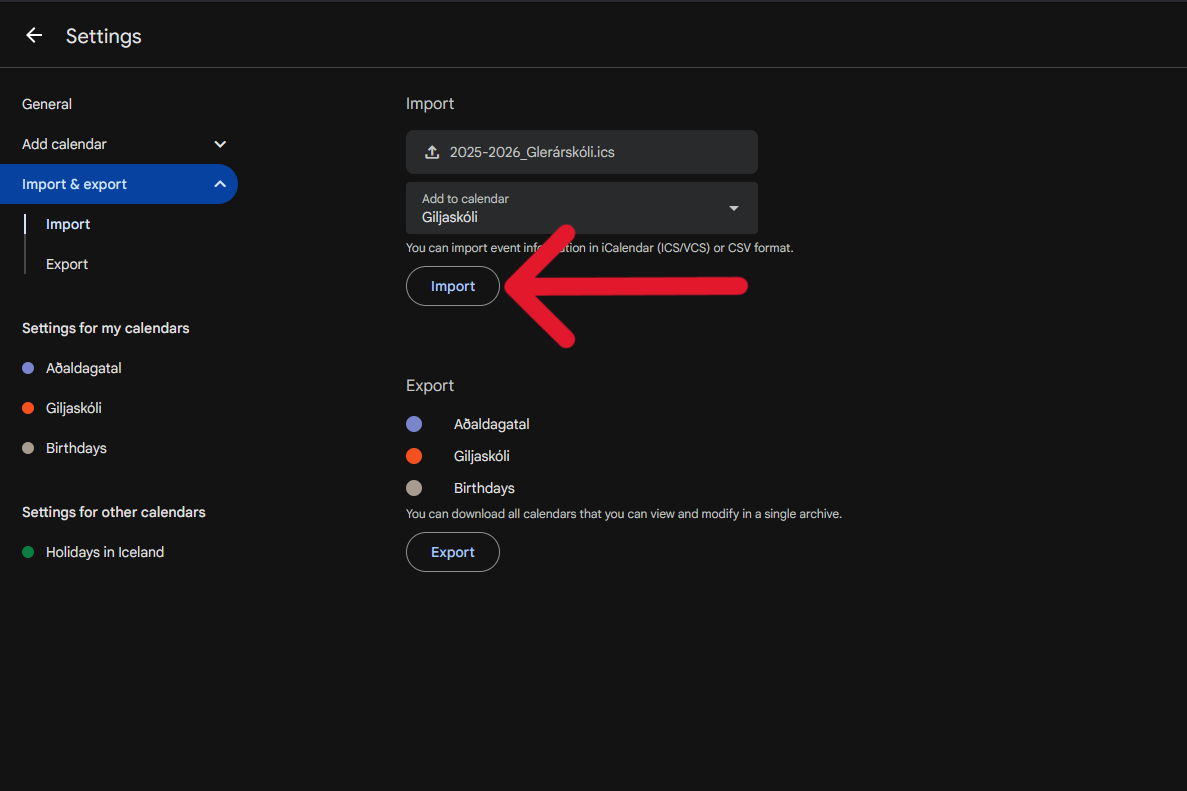 Settings
General
Add calendar
Import & export
Import
Export
Settings for my calendars
Aðaldagatal
Giljaskóli
Birthdays
Settings for other calendars
Holidays in Iceland
Import
2025-2026_Glerárskóli.ics
Add to calendar
Giljaskóli
You can import event information in iCalendar (ICS/VCS) or CSV format.
Import
Export
Aðaldagatal
Giljaskóli
Birthdays
You can download all calendars that you can view and modify in a single archive.
Export